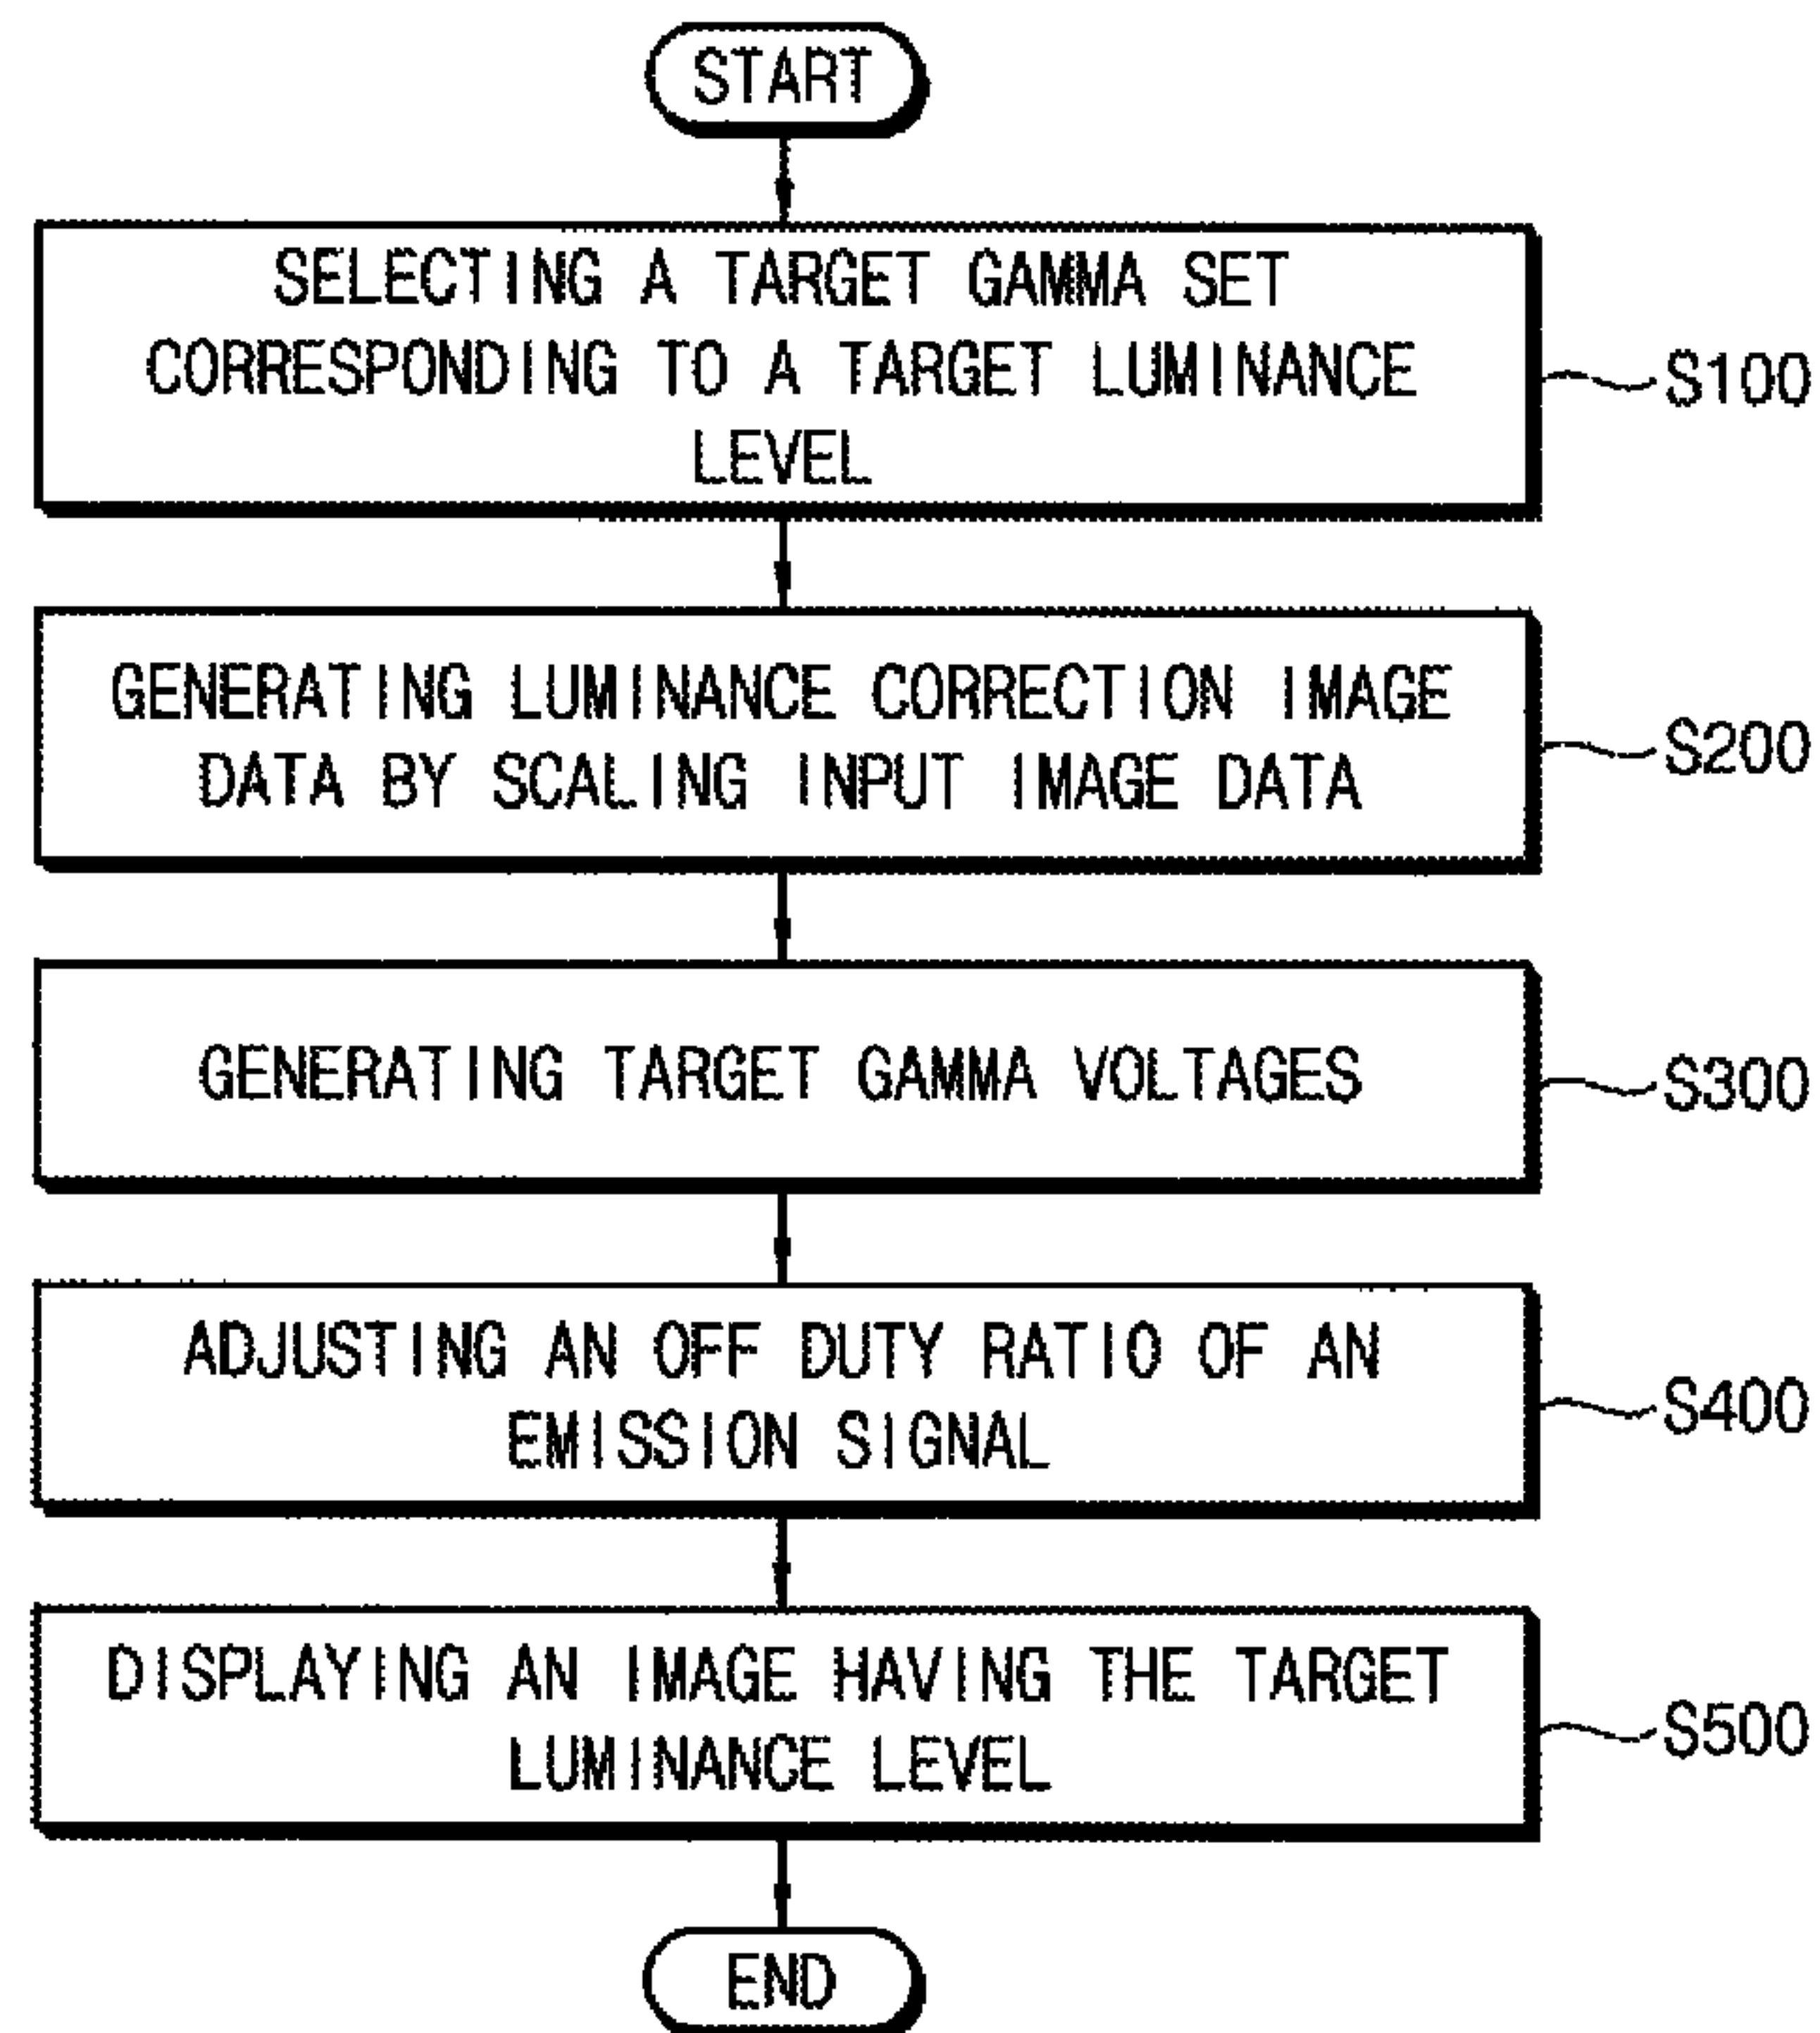 START
SELECTING A TARGET GAMMA SET
CORRESPONDING TO A TARGET LUMINANCE
LEVEL
S100
GENERATING LUMINANCE CORRECTION IMAGE
DATA BY SCALING INPUT IMAGE DATA
S200
GENERATING TARGET GAMMA VOLTAGES
S300
ADJUSTING AN OFF DUTY RATIO OF AN
EMISSION SIGNAL
S400
DISPLAYING AN IMAGE HAVING THE TARGET
LUMINANCE LEVEL
S500
END